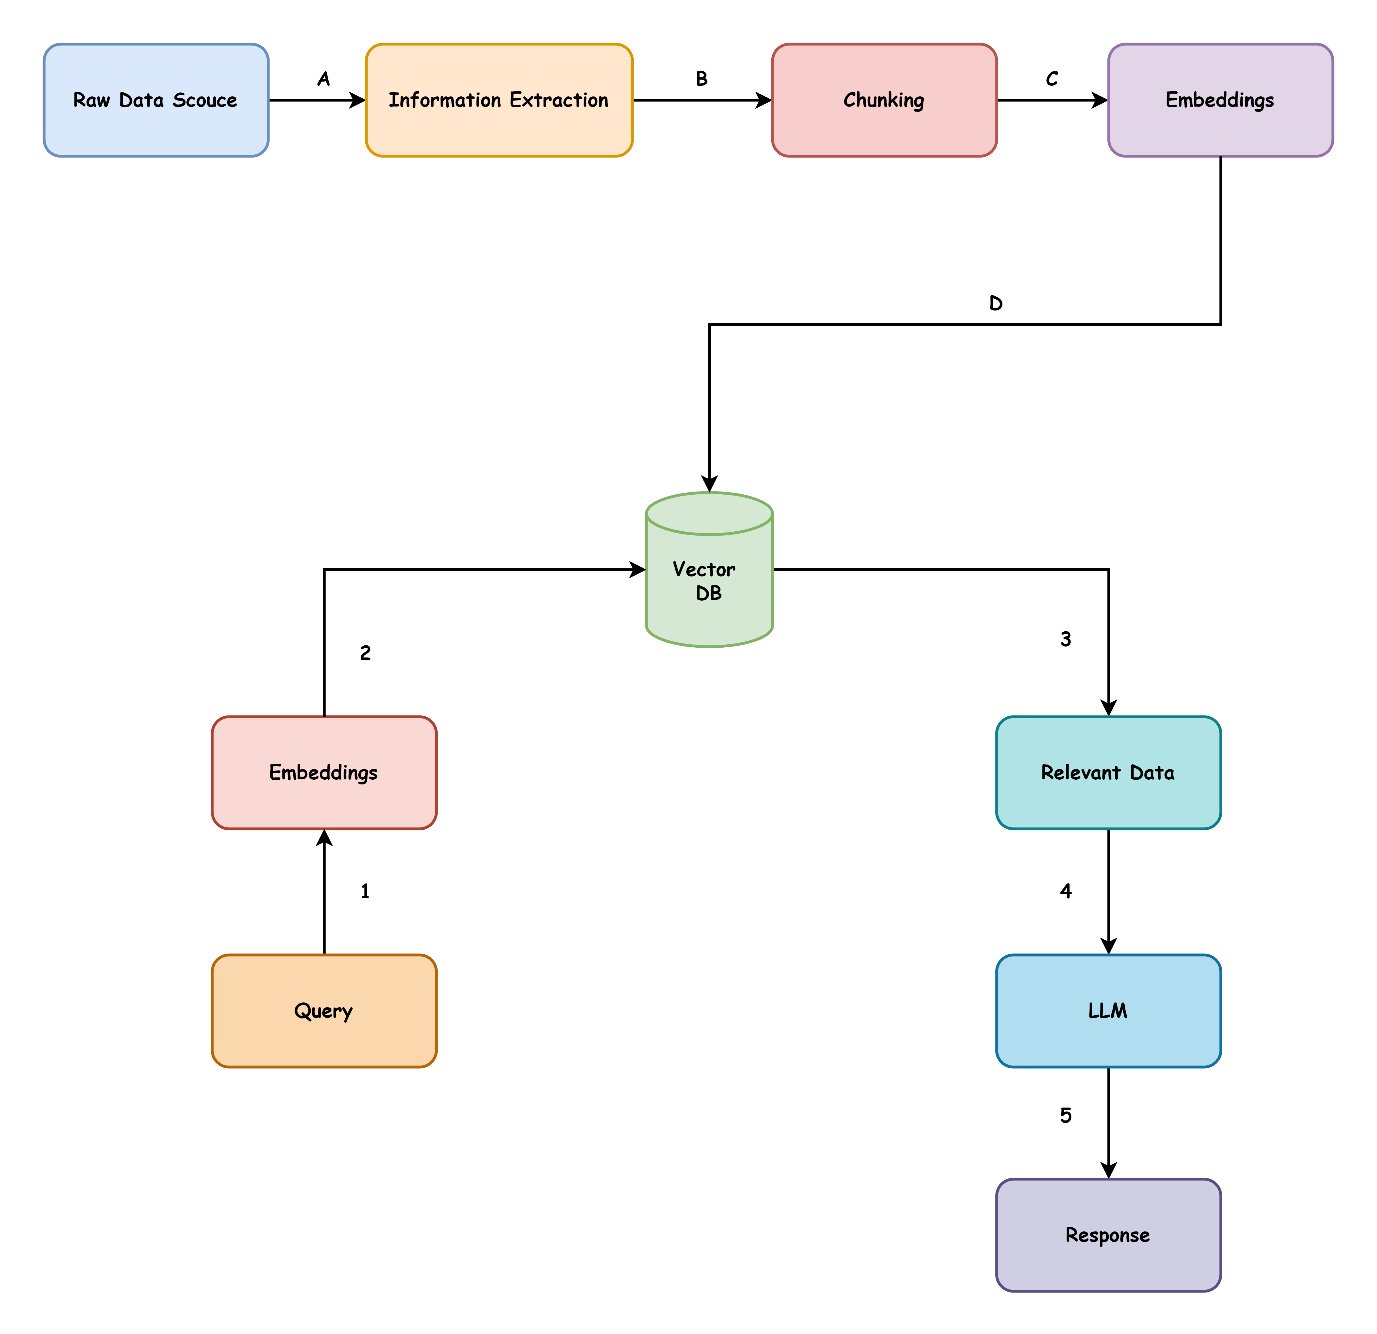 Raw Data Scouce
A
Information Extraction
B
Chunking
C
Embeddings
D
Vector
DB
2
3
Embeddings
Relevant Data
1
4
Query
LLM
5
Response